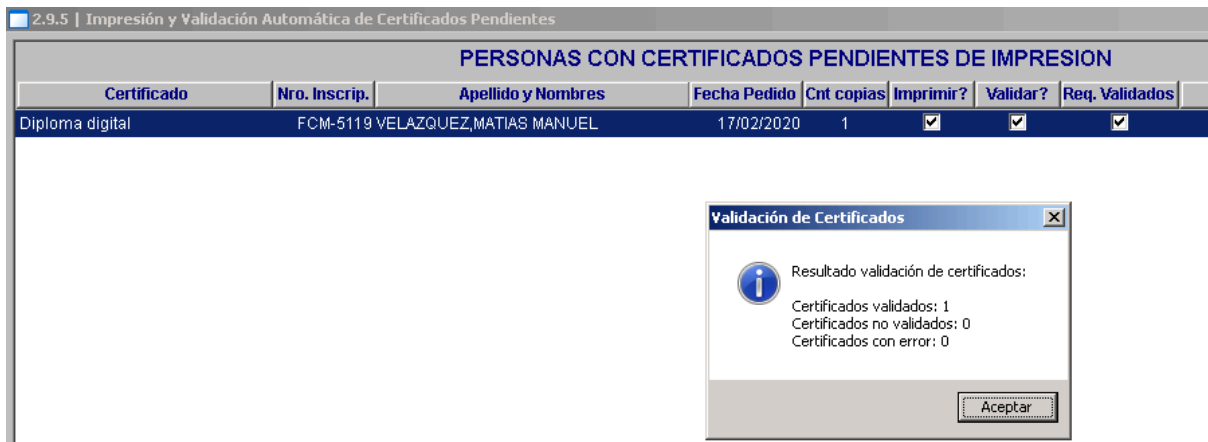 2.9.5 | Impresión y Validación Automática de Certificados Pendientes
PERSONAS CON CERTIFICADOS PENDIENTES DE IMPRESION
Certificado Nro. Inscrip. Apellido y Nombres Fecha Pedido Cnt copias Imprimir? Validar? Req. Validados
Diploma digital FCM-5119 VELAZQUEZ,MATIAS MANUEL 17/02/2020 1
Validación de Certificados
Resultado validación de certificados:
Certificados validados: 1
Certificados no validados: 0
Certificados con error: 0
Aceptar